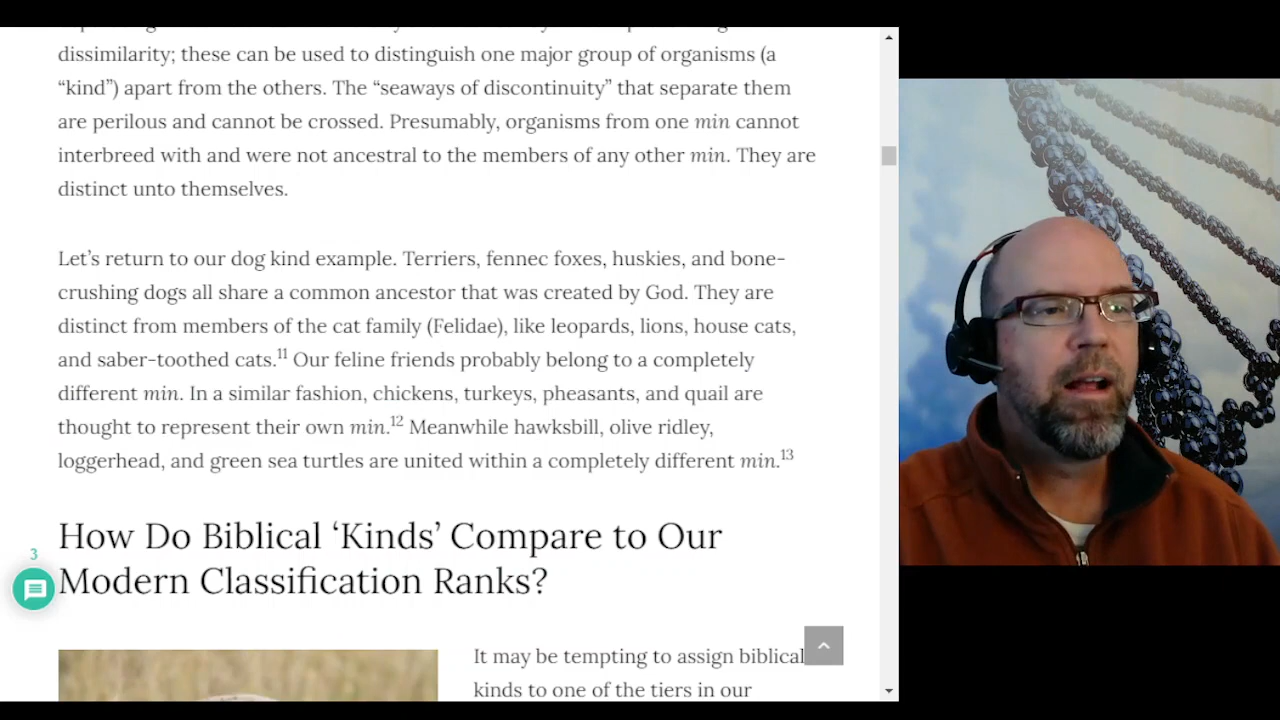 dissimilarity; these can be used to distinguish one major group of organisms (a
“kind”) apart from the others. The “seaways of discontinuity” that separate them
are perilous and cannot be crossed. Presumably, organisms from one min cannot
interbreed with and were not ancestral to the members of any other min. They are
distinct unto themselves.
Let’s return to our dog kind example. Terriers, fennec foxes, huskies, and bone-
crushing dogs all share a common ancestor that was created by God. They are
distinct from members of the cat family (Felidae), like leopards, lions, house cats,
and saber-toothed cats.11 Our feline friends probably belong to a completely
different min. In a similar fashion, chickens, turkeys, pheasants, and quail are
thought to represent their own min.12 Meanwhile hawksbill, olive ridley,
loggerhead, and green sea turtles are united within a completely different min.13
How Do Biblical ‘Kinds’ Compare to Our
Modern Classification Ranks?
3
It may be tempting to assign biblical
kinds to one of the tiers in our